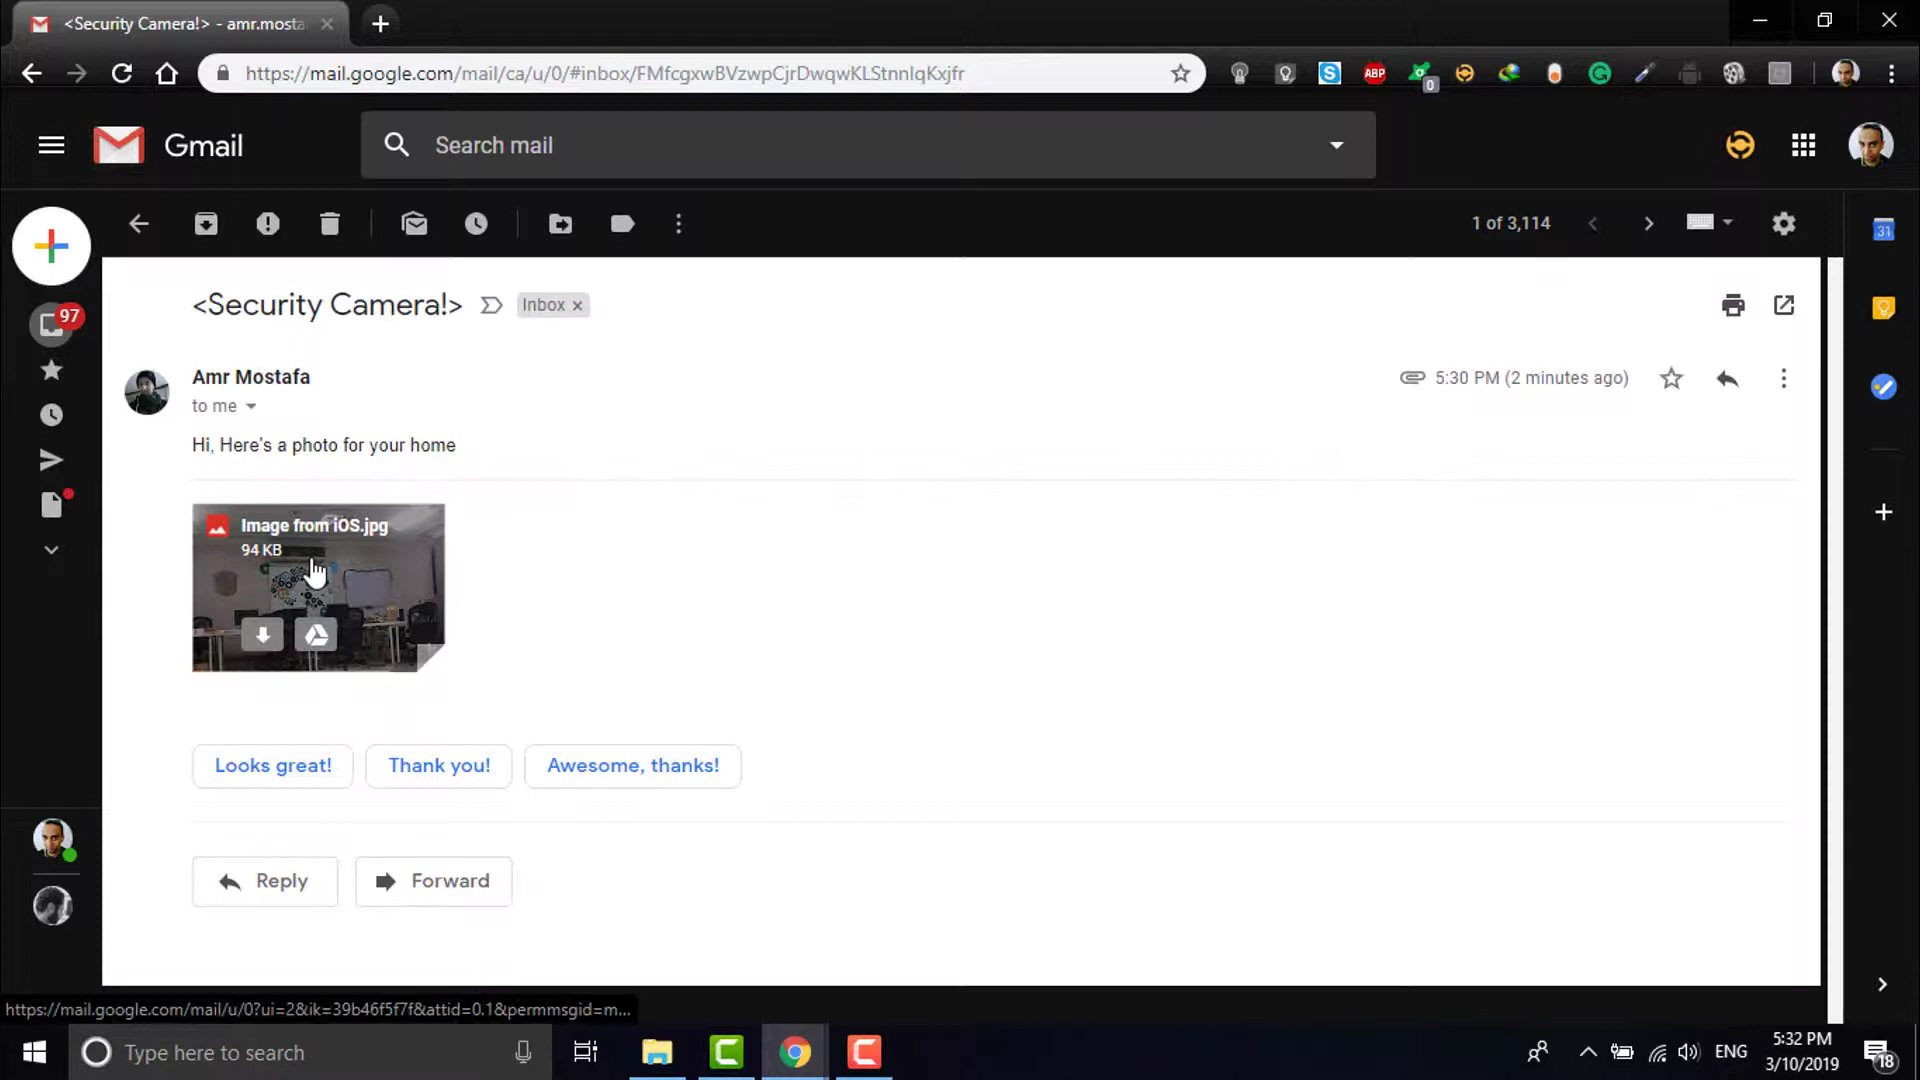 <Security Camera!> - amr.mosta
https://mail.google.com/mail/ca/u/0/#inbox/FMfcgxwBVzwpCjrDwqwKLStnnlqKxjfr
ABP
0
Gmail
Search mail
1 of 3,114
31
97
<Security Camera!>
Inbox ×
Amr Mostafa
5:30 PM (2 minutes ago)
to me
Hi, Here's a photo for your home
Image from iOS.jpg
94 KB
Looks great!
Thank you!
Awesome, thanks!
Reply
Forward
https://mail.google.com/mail/u/0?ui=2&ik=39b46f5f7f&attid=0.1&permmsgid=m...
Type here to search
ENG
5:32 PM
3/10/2019
18